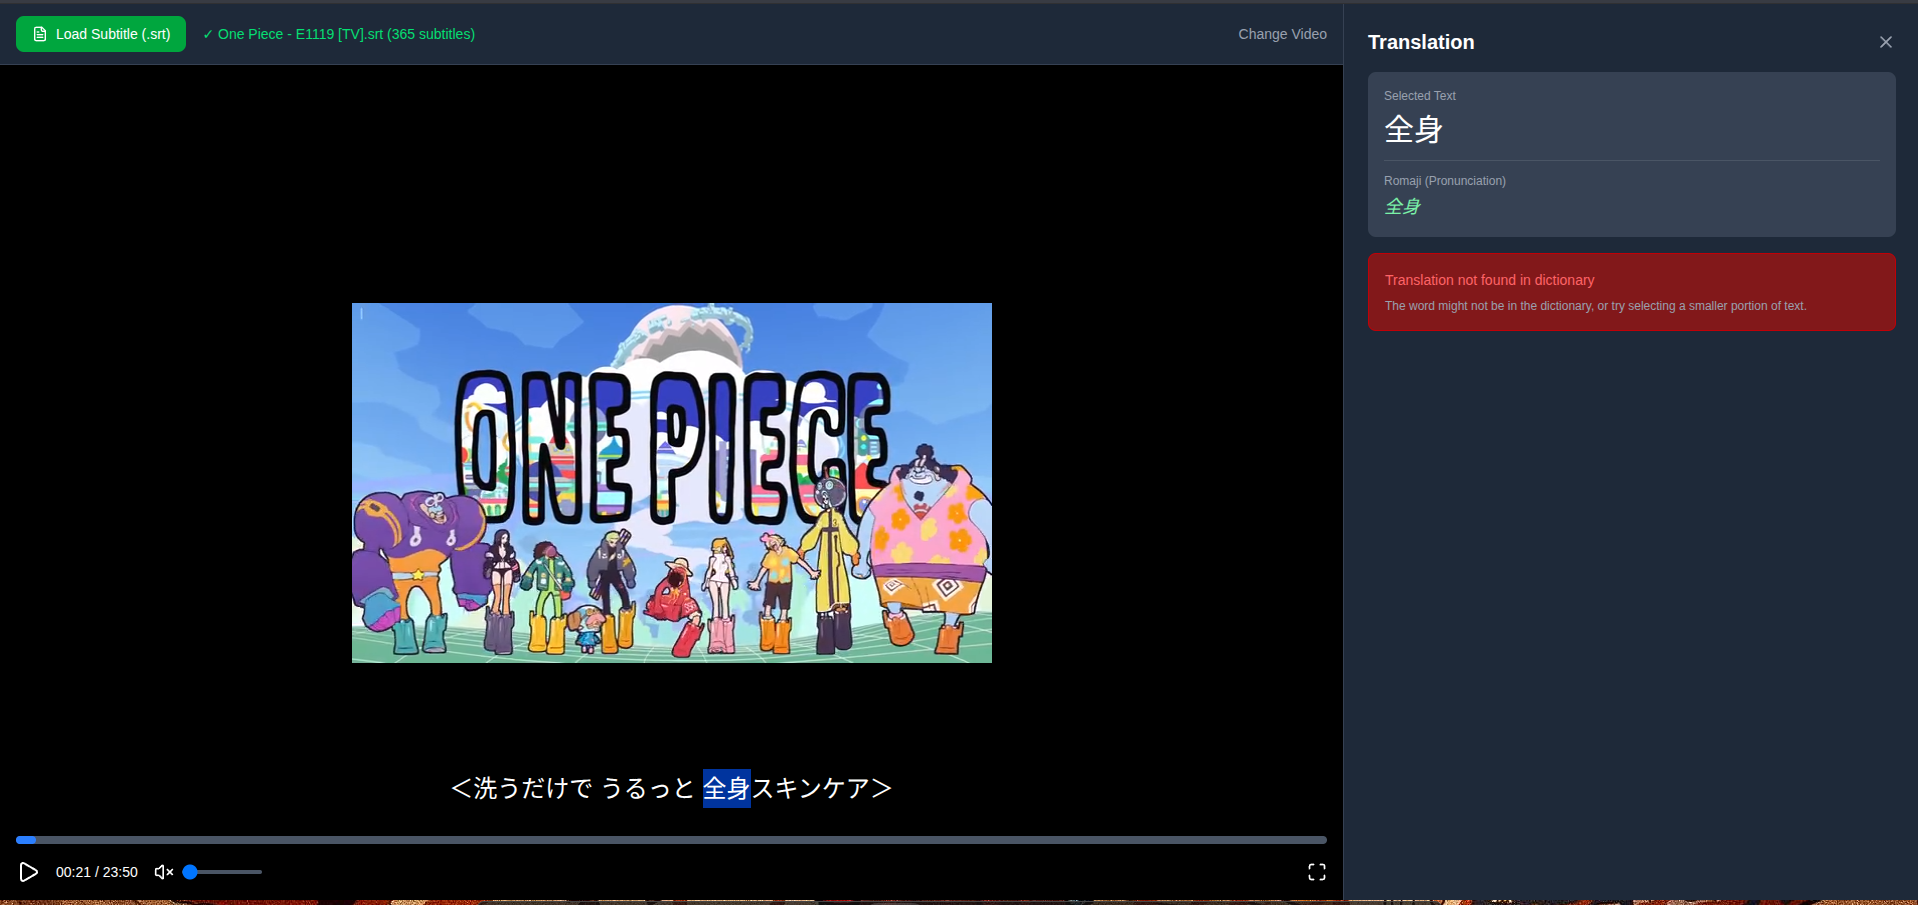 Load Subtitle (.srt)
✓ One Piece - E1119 [TV].srt (365 subtitles)
Change Video
ONE PIECE
<洗うだけで うるっと 全身スキンケア>
00:21 / 23:50
Translation
Selected Text
全身
Romaji (Pronunciation)
全身
Translation not found in dictionary
The word might not be in the dictionary, or try selecting a smaller portion of text.